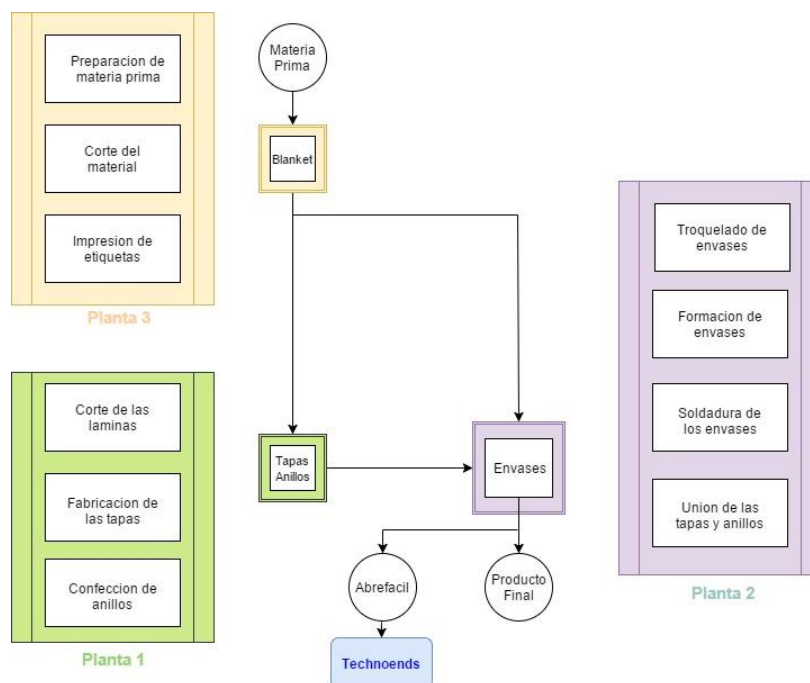 Preparacion de
materia prima
Corte del
material
Impresion de
etiquetas
Planta 3
Corte de las
laminas
Fabricacion de
las tapas
Confeccion de
anillos
Planta 1
Materia
Prima
Blanket
Tapas
Anillos
Envases
Abrefacil
Producto
Final
Technoends
Troquelado de
envases
Formacion de
envases
Soldadura de
los envases
Union de las
tapas y anillos
Planta 2